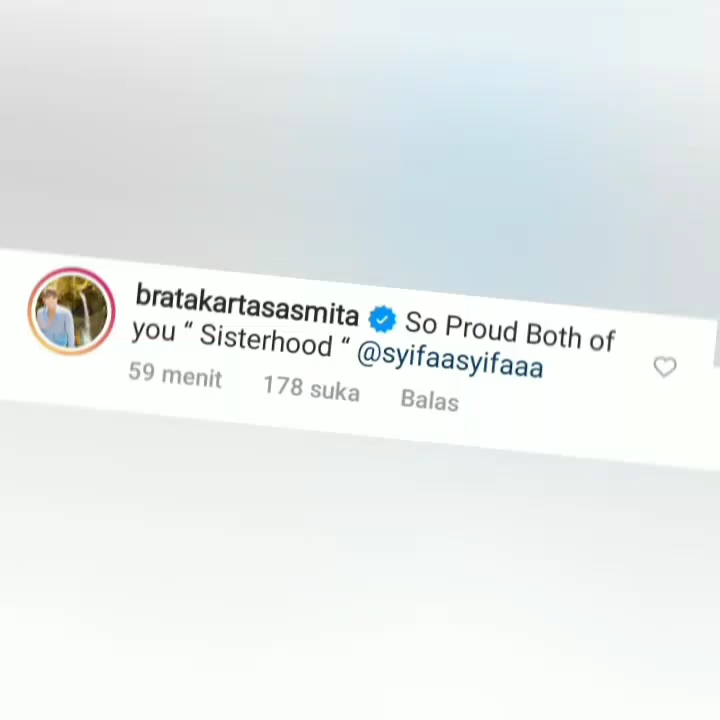 bratakartasasmita So Proud Both of
you “ Sisterhood “ @syifaasyifaaa
59 menit 178 suka Balas